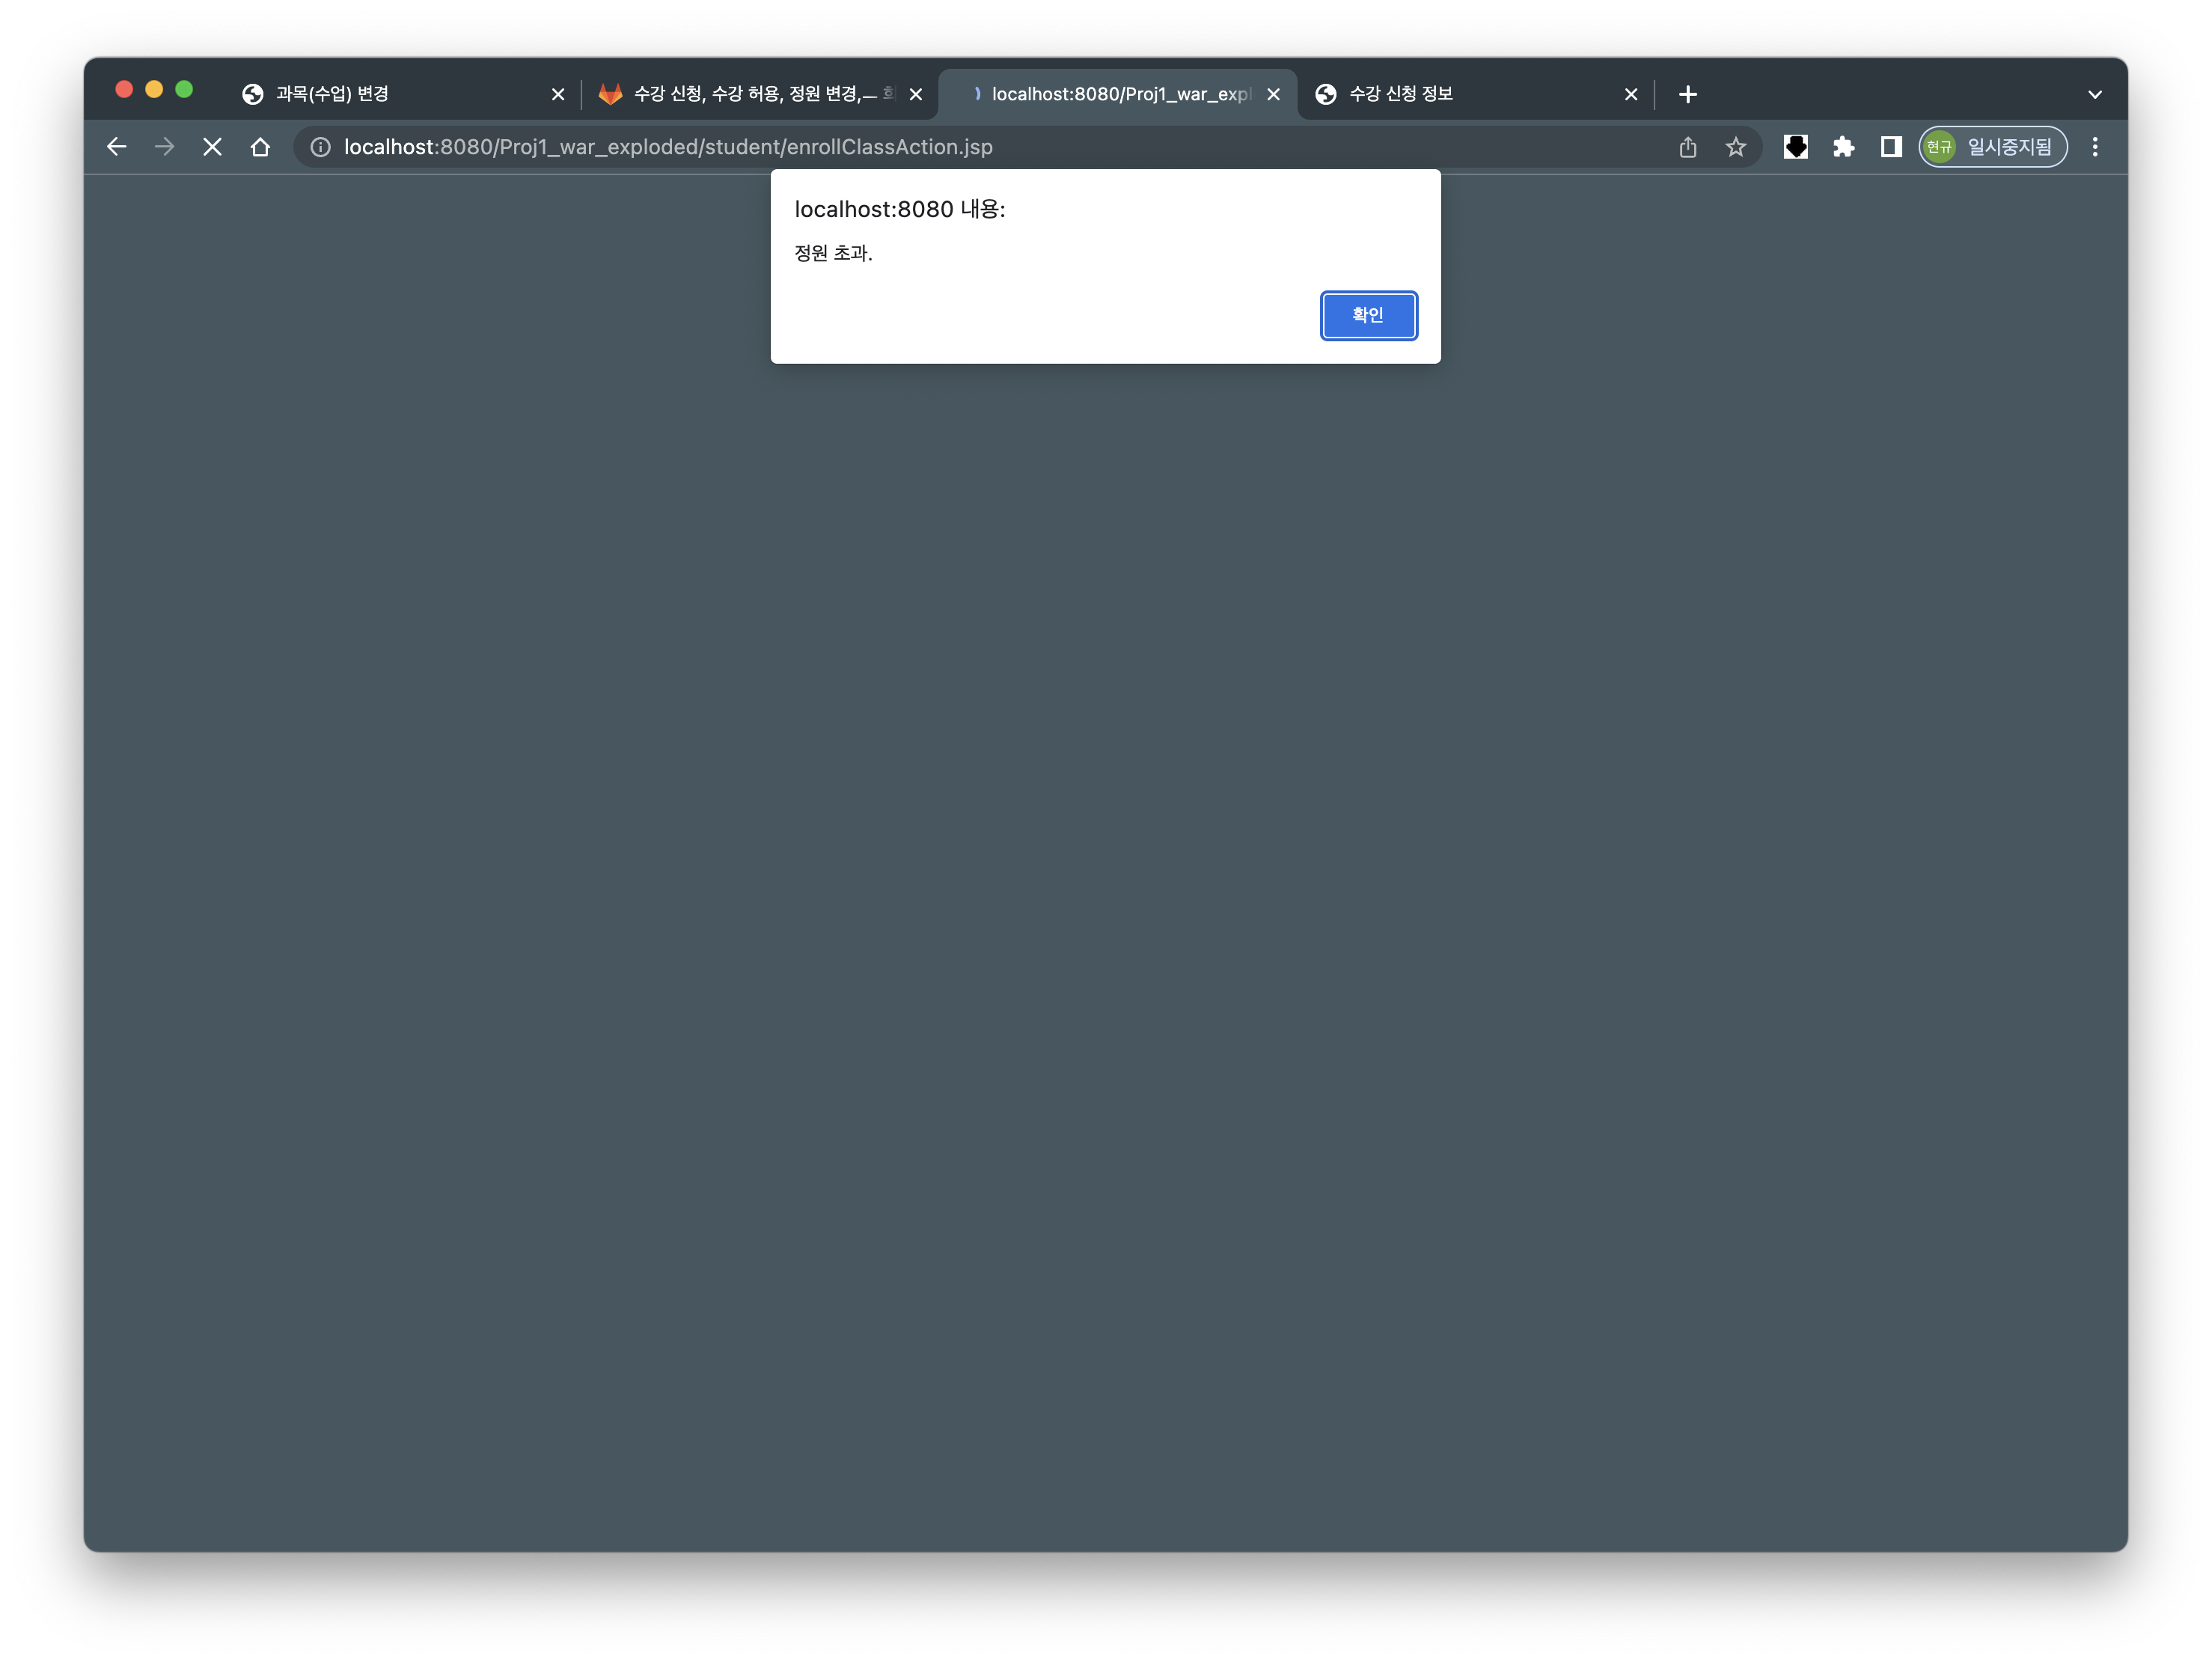 과목(수업) 변경
수강 신청, 수강 허용, 정원 변경,
localhost:8080/Proj1_war_expl
수강 신청 정보
localhost:8080/Proj1_war_exploded/student/enrollClassAction.jsp
현규
일시중지됨
localhost:8080 내용:
정원 초과.
확인